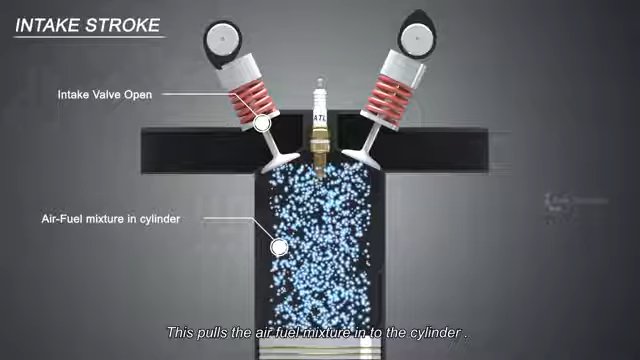 INTAKE STROKE
Intake Valve Open
ATL
Air-Fuel mixture in cylinder
This pulls the air fuel mixture in to the cylinder .